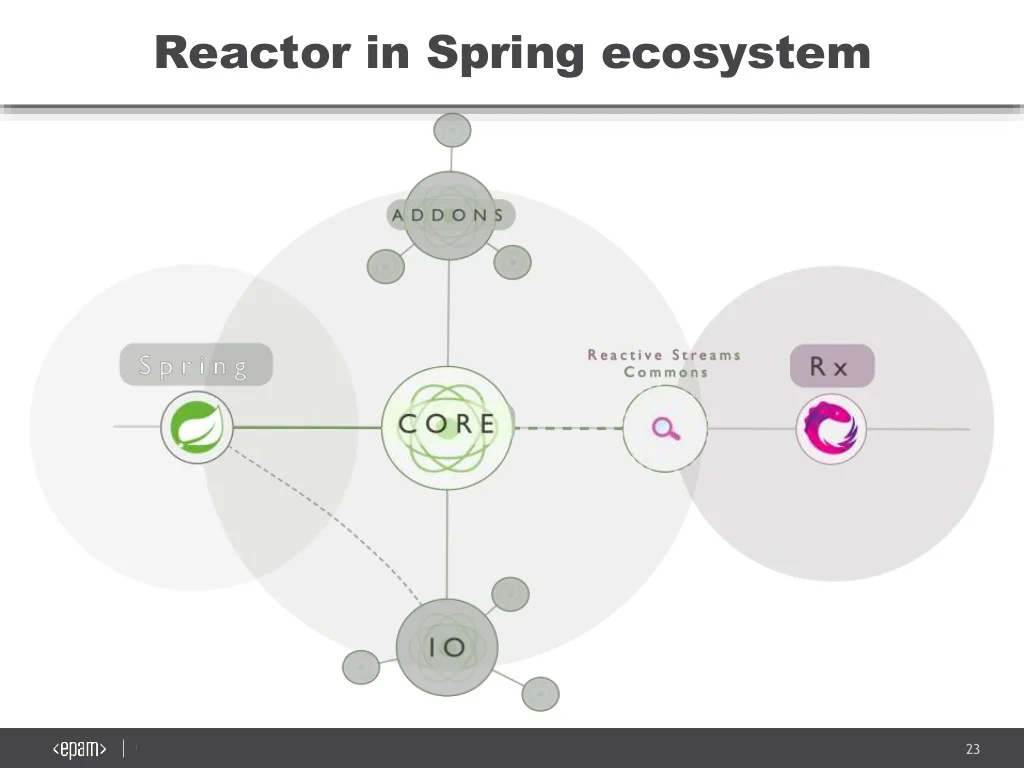 Reactor in Spring ecosystem
ADDONS
Spring
Reactive Streams
Commons
Rx
CORE
IO
<epam>
23